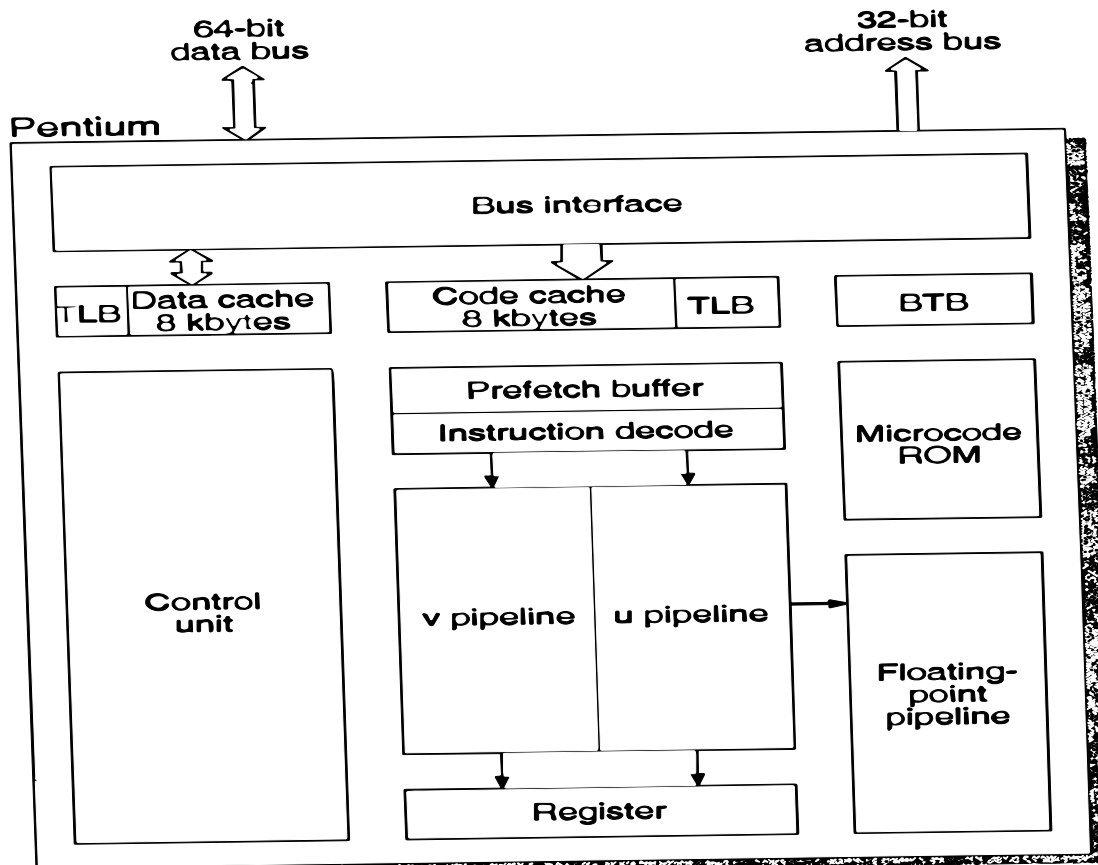 64-bit
data bus
32-bit
address bus
Pentium
Bus interface
TLB
Data cache
8 kbytes
Code cache
8 kbytes
TLB
BTB
Prefetch buffer
Instruction decode
Microcode
ROM
Control
unit
v pipeline
u pipeline
Floating-
point
pipeline
Register